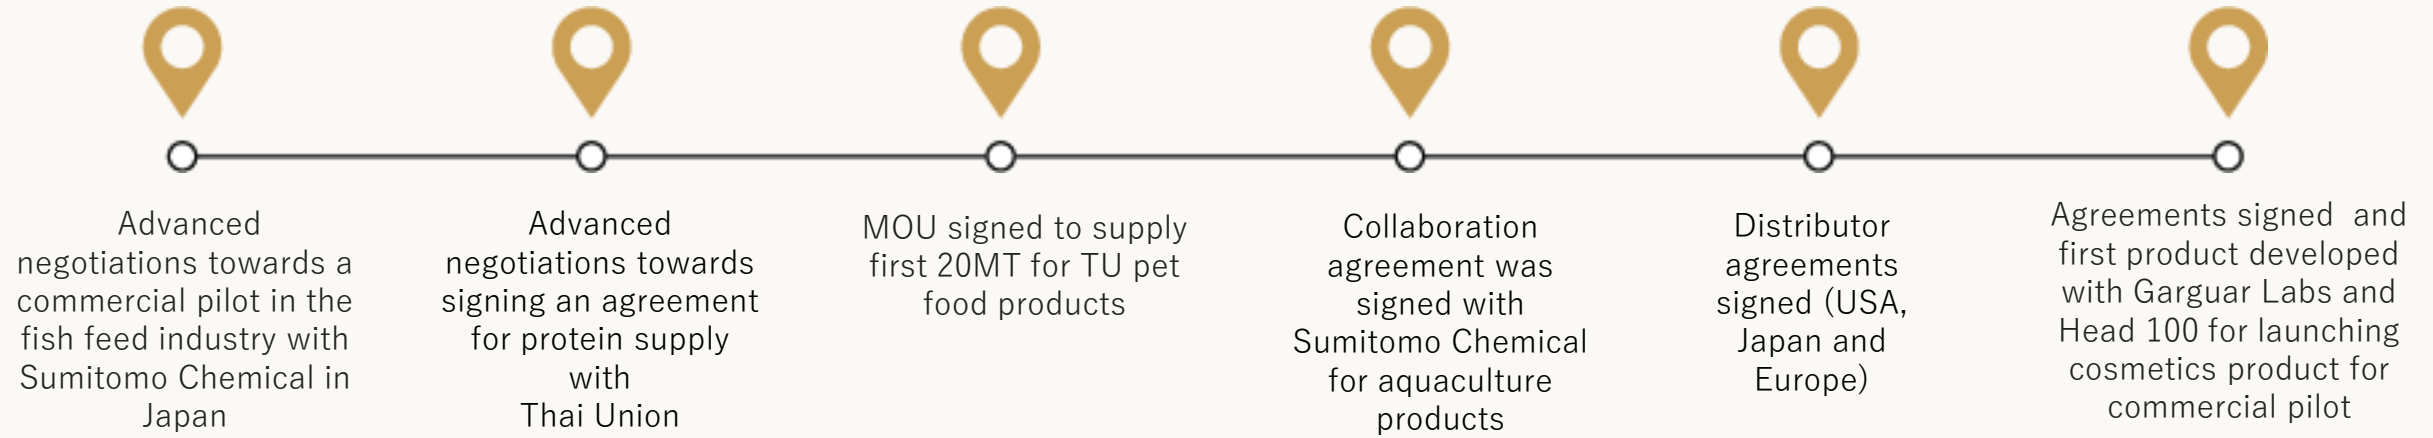 Advanced
negotiations towards a
commercial pilot in the
fish feed industry with
Sumitomo Chemical in
Japan
Advanced
negotiations towards
signing an agreement
for protein supply
with
Thai Union
MOU signed to supply
first 20MT for TU pet
food products
Collaboration
agreement was
signed with
Sumitomo Chemical
for aquaculture
products
Distributor
agreements
signed (USA,
Japan and
Europe)
Agreements signed  and
first product developed
with Garguar Labs and
Head 100 for launching
cosmetics product for
commercial pilot